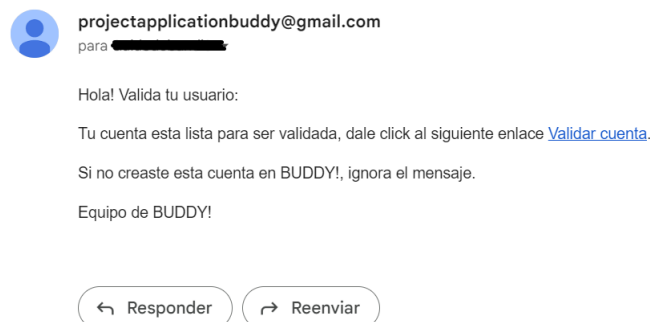 projectapplicationbuddy@gmail.com
para
Hola! Valida tu usuario:
Tu cuenta esta lista para ser validada, dale click al siguiente enlace Validar cuenta.
Si no creaste esta cuenta en BUDDY!, ignora el mensaje.
Equipo de BUDDY!
Responder Reenviar